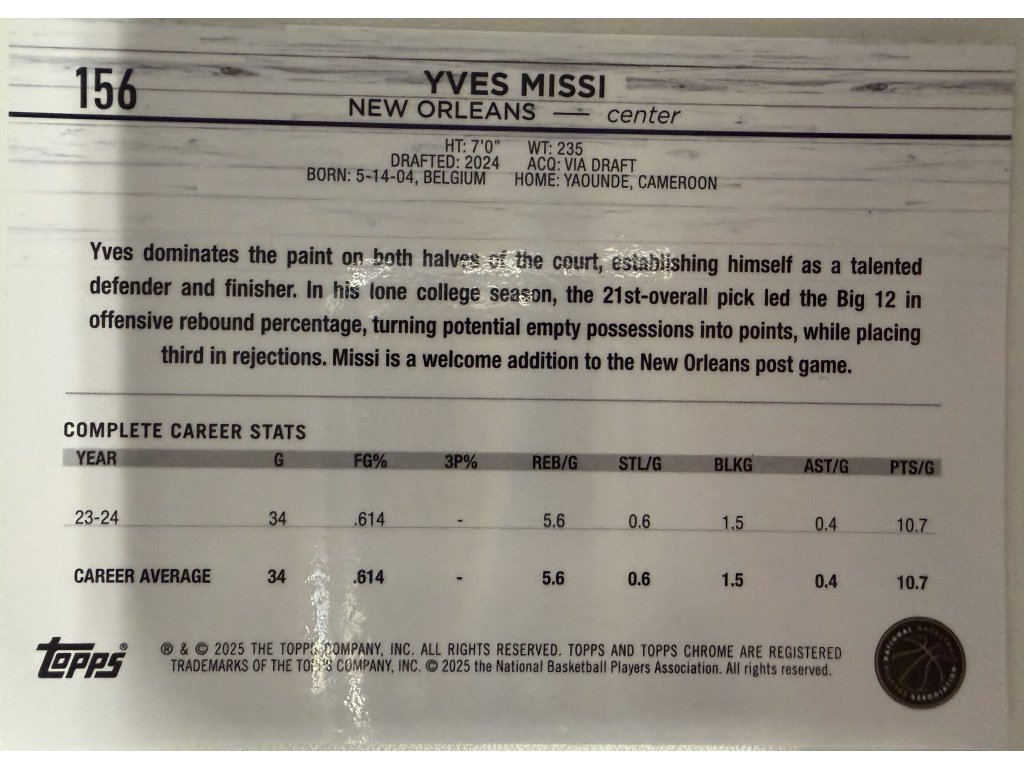 156
YVES MISSI
NEW ORLEANS — center
HT: 7'0" WT: 235
DRAFTED: 2024 ACQ: VIA DRAFT
BORN: 5-14-04, BELGIUM HOME: YAOUNDE, CAMEROON
Yves dominates the paint on both halves of the court, establishing himself as a talented
defender and finisher. In his lone college season, the 21st-overall pick led the Big 12 in
offensive rebound percentage, turning potential empty possessions into points, while placing
third in rejections. Missi is a welcome addition to the New Orleans post game.
COMPLETE CAREER STATS
YEAR G FG% 3P% REB/G STL/G BLKG AST/G PTS/G
23-24 34 .614 - 5.6 0.6 1.5 0.4 10.7
CAREER AVERAGE 34 .614 - 5.6 0.6 1.5 0.4 10.7
topps®
® & © 2025 THE TOPPS COMPANY, INC. ALL RIGHTS RESERVED. TOPPS AND TOPPS CHROME ARE REGISTERED
TRADEMARKS OF THE TOPPS COMPANY, INC. © 2025 the National Basketball Players Association. All rights reserved.